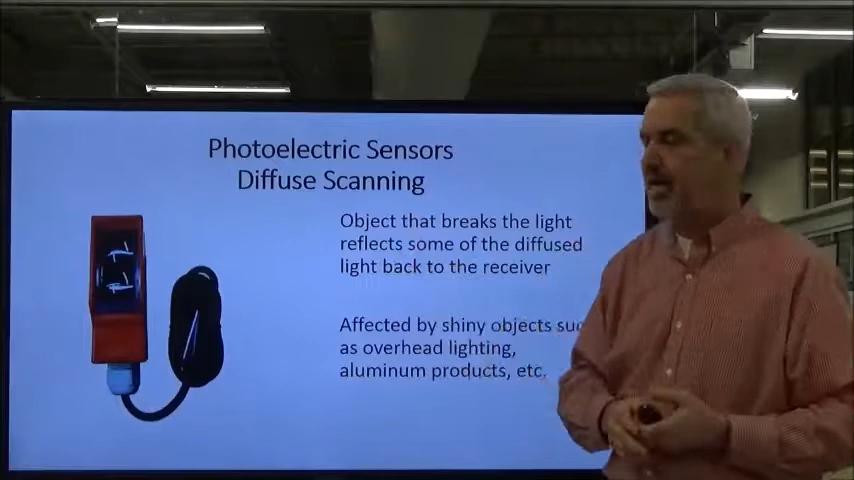 Photoelectric Sensors
Diffuse Scanning
Object that breaks the light
reflects some of the diffused
light back to the receiver
Affected by shiny objects
as overhead lighting,
aluminum products, etc.